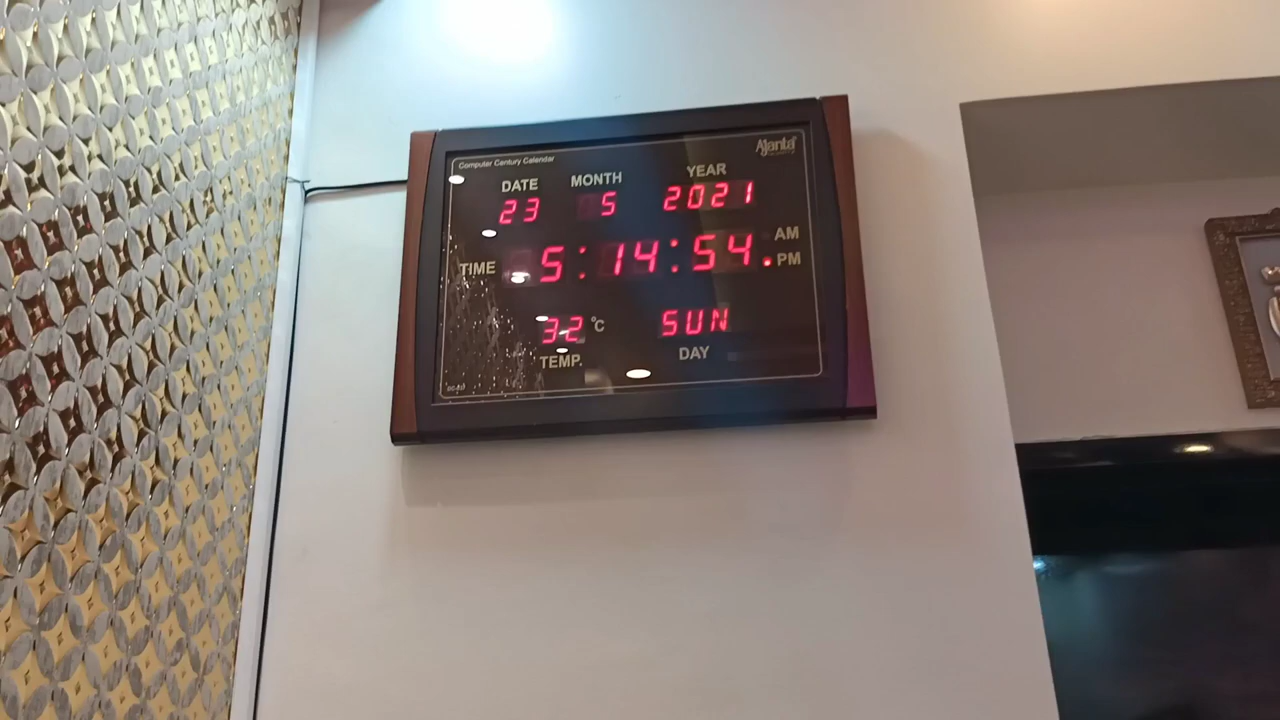 Computer Century Calendar
Ajanta
DATE MONTH YEAR
23 5 2021
AM
TIME 5:14:54. PM
32 °C SUN
TEMP. DAY